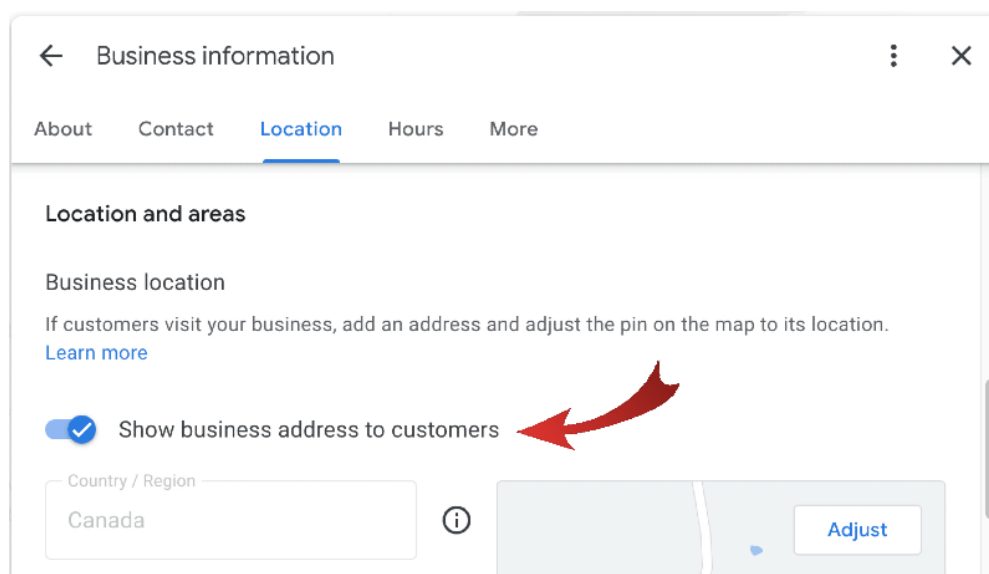 Business information
About Contact Location Hours More
Location and areas
Business location
If customers visit your business, add an address and adjust the pin on the map to its location.
Learn more
Show business address to customers
Country / Region
Canada
Adjust